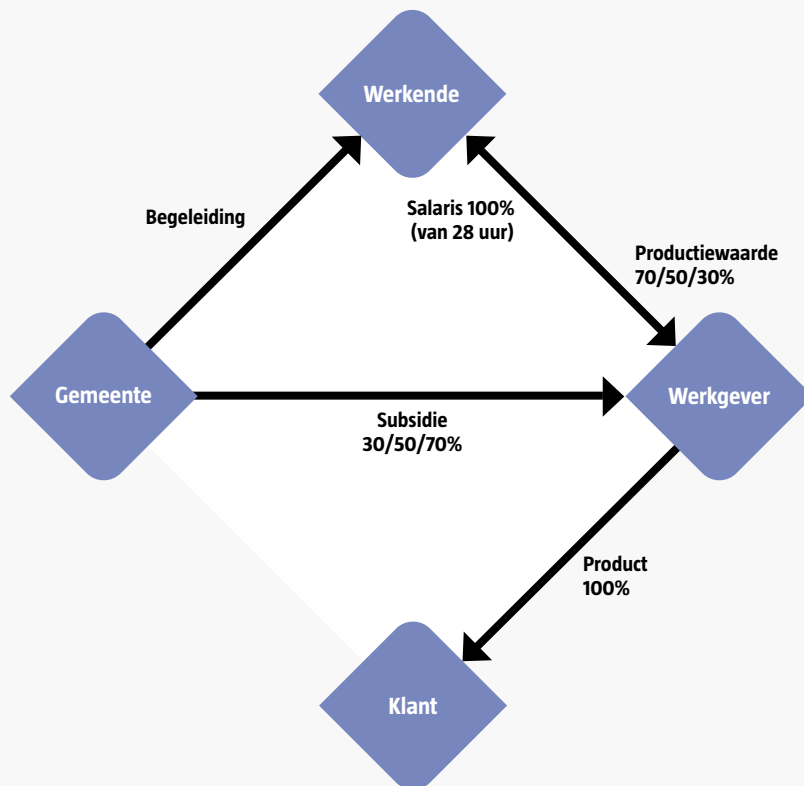 Werkende
Begeleiding
Salaris 100%
(van 28 uur)
Productiewaarde
70/50/30%
Gemeente
Werkgever
Subsidie
30/50/70%
Product
100%
Klant